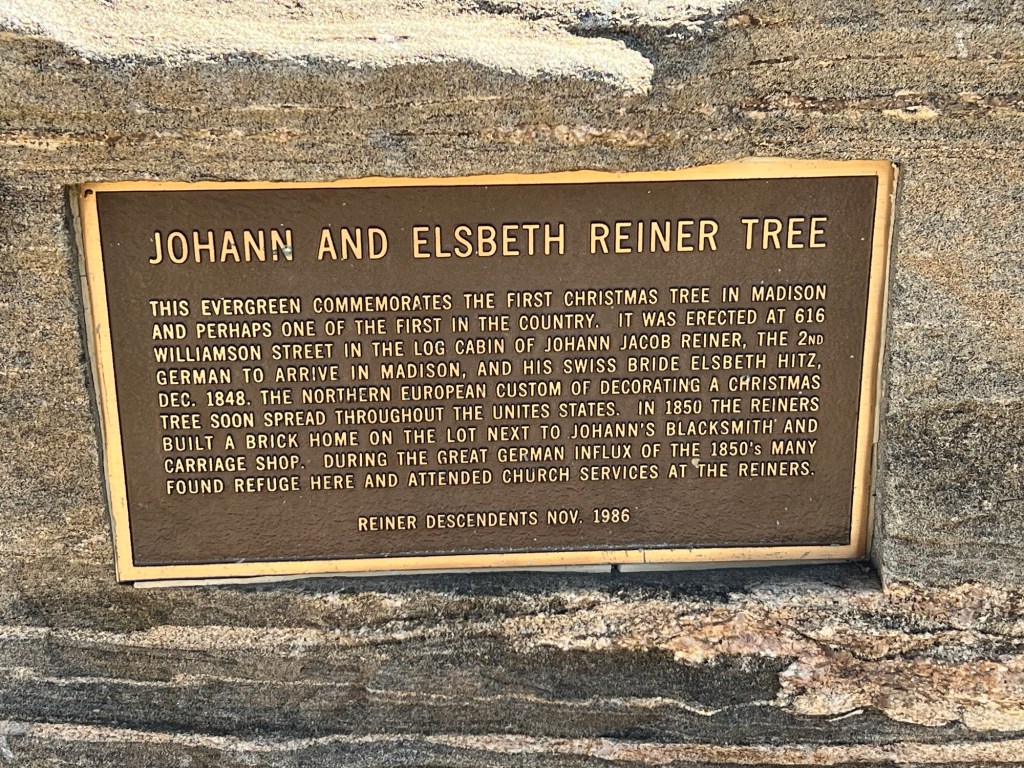 JOHANN AND ELSBETH REINER TREE
THIS EVERGREEN COMMEMORATES THE FIRST CHRISTMAS TREE IN MADISON
AND PERHAPS ONE OF THE FIRST IN THE COUNTRY. IT WAS ERECTED AT 616
WILLIAMSON STREET IN THE LOG CABIN OF JOHANN JACOB REINER, THE 2ND
GERMAN TO ARRIVE IN MADISON, AND HIS SWISS BRIDE ELSBETH HITZ,
DEC. 1848. THE NORTHERN EUROPEAN CUSTOM OF DECORATING A CHRISTMAS
TREE SOON SPREAD THROUGHOUT THE UNITES STATES. IN 1850 THE REINERS
BUILT A BRICK HOME ON THE LOT NEXT TO JOHANN'S BLACKSMITH AND
CARRIAGE SHOP. DURING THE GREAT GERMAN INFLUX OF THE 1850's MANY
FOUND REFUGE HERE AND ATTENDED CHURCH SERVICES AT THE REINERS.
REINER DESCENDENTS NOV. 1986